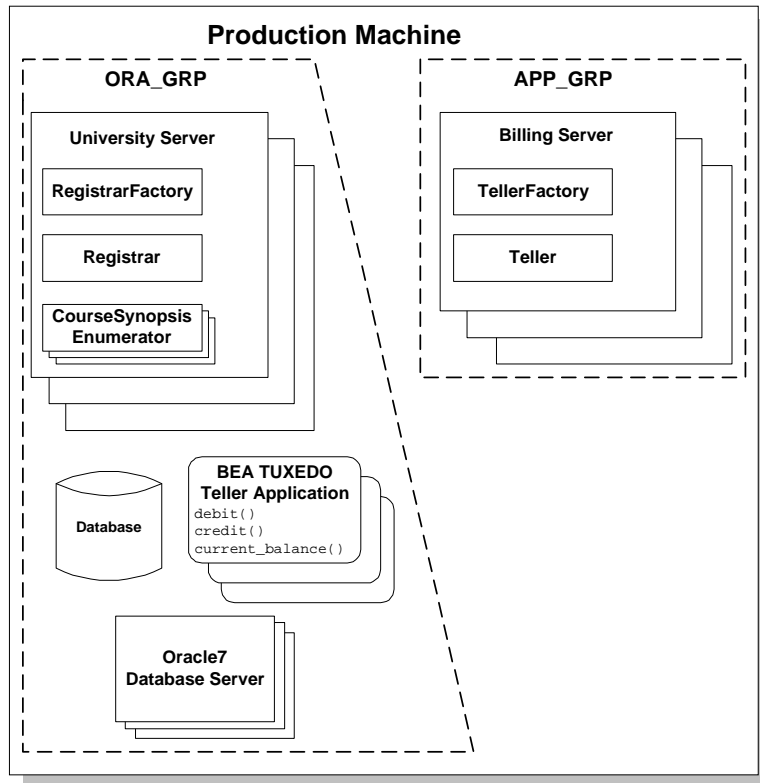 Production Machine
ORA_GRP
University Server
RegistrarFactory
Registrar
CourseSynopsis
Enumerator
APP_GRP
Billing Server
TellerFactory
Teller
Database
BEA TUXEDO
Teller Application
debit()
credit()
current_balance()
Oracle7
Database Server